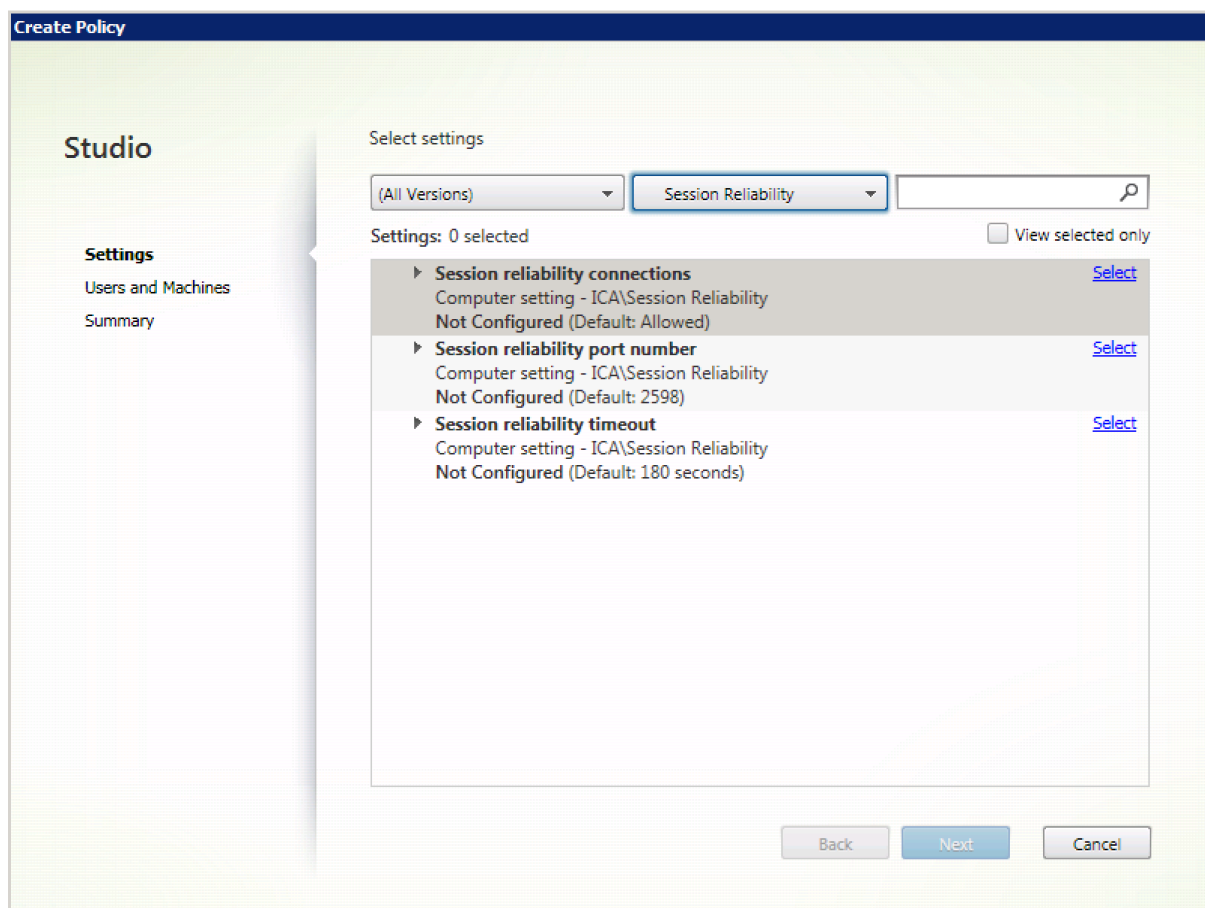 Create Policy
Studio
Settings
Users and Machines
Summary
Select settings
(All Versions)
Session Reliability
Settings: 0 selected
View selected only
Session reliability connections
Select
Computer setting - ICA\Session Reliability
Not Configured (Default: Allowed)
Session reliability port number
Select
Computer setting - ICA\Session Reliability
Not Configured (Default: 2598)
Session reliability timeout
Select
Computer setting - ICA\Session Reliability
Not Configured (Default: 180 seconds)
Back
Next
Cancel